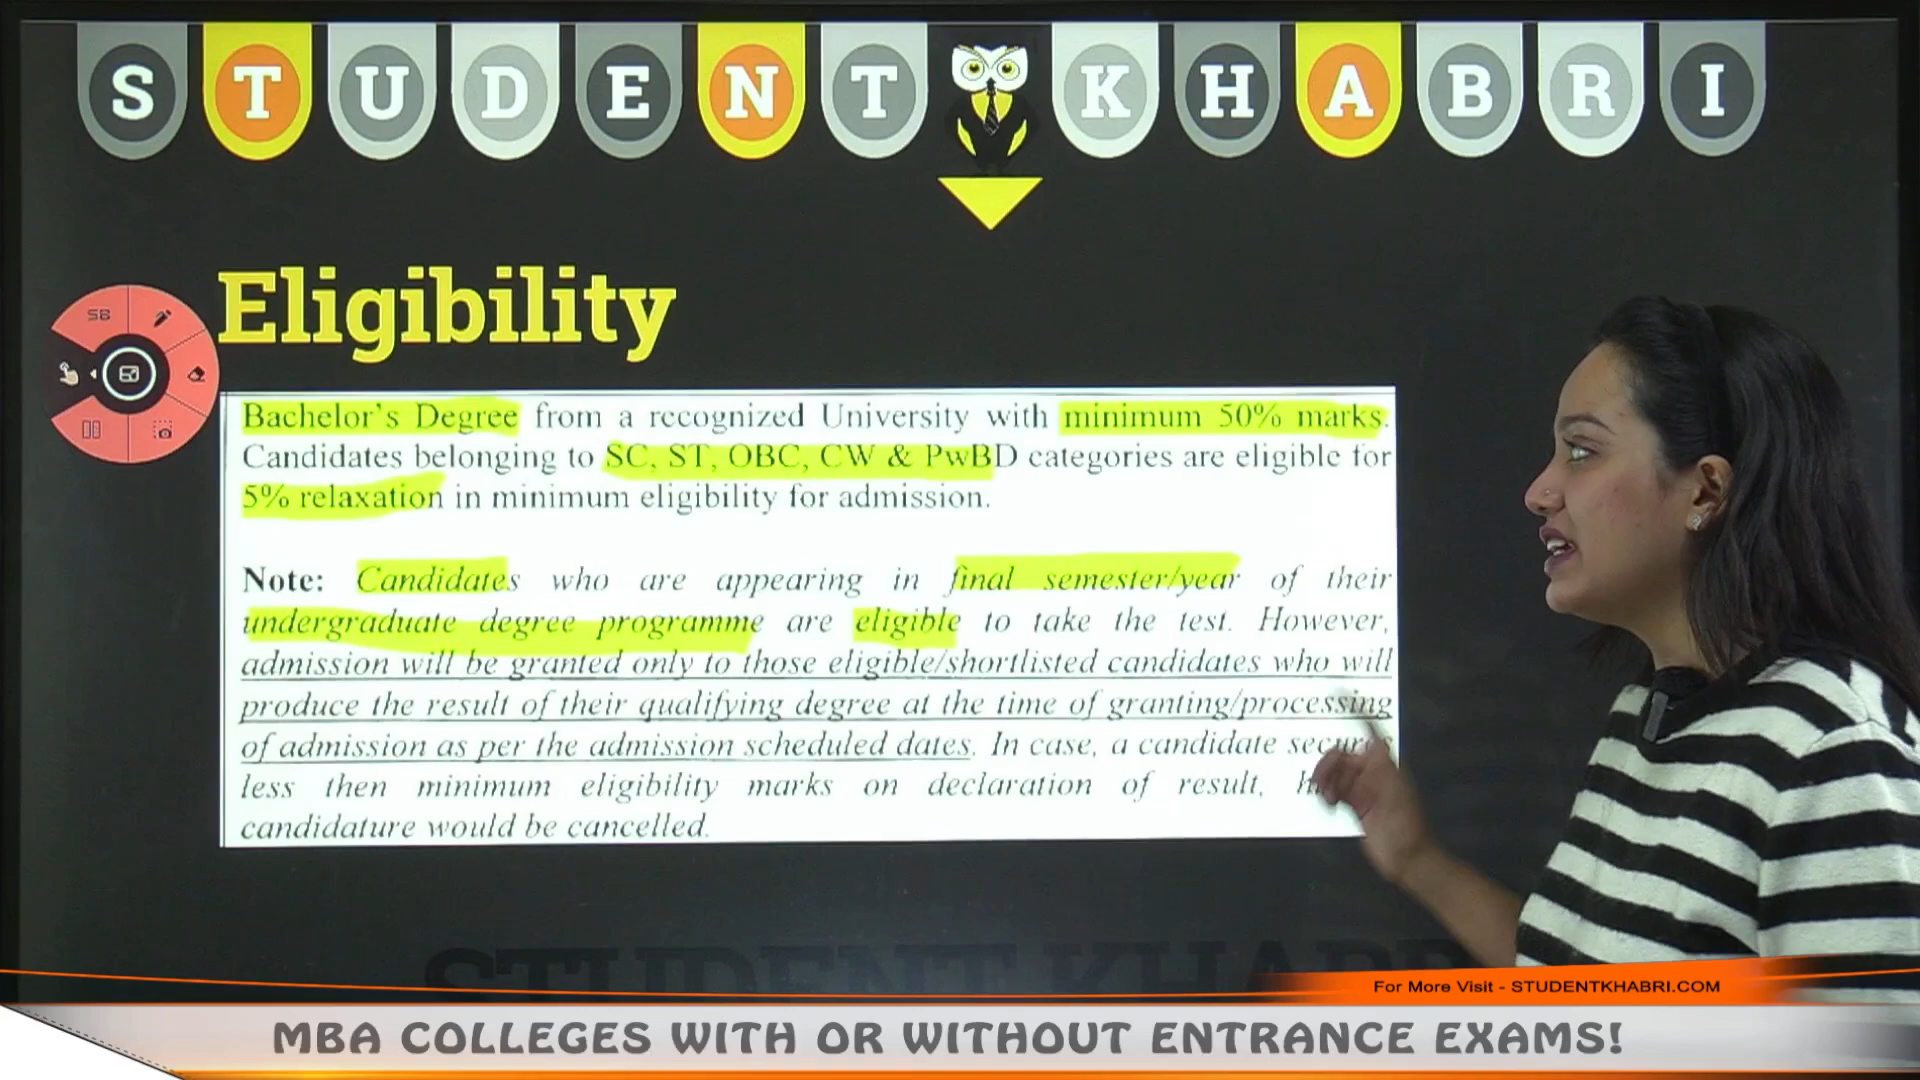 STUDENT KHABRI
Eligibility
SB
Bachelor's Degree from a recognized University with minimum 50% marks.
Candidates belonging to SC, ST, OBC, CW & PwBD categories are eligible for
5% relaxation in minimum eligibility for admission.
Note: Candidates who are appearing in final semester/year of their
undergraduate degree programme are eligible to take the test. However,
admission will be granted only to those eligible/shortlisted candidates who will
produce the result of their qualifying degree at the time of granting/processing
of admission as per the admission scheduled dates. In case, a candidate secures
less then minimum eligibility marks on declaration of result,
candidature would be cancelled.
STUDENT KHABR
For More Visit - STUDENTKHABRI.COM
MBA COLLEGES WITH OR WITHOUT ENTRANCE EXAMS!